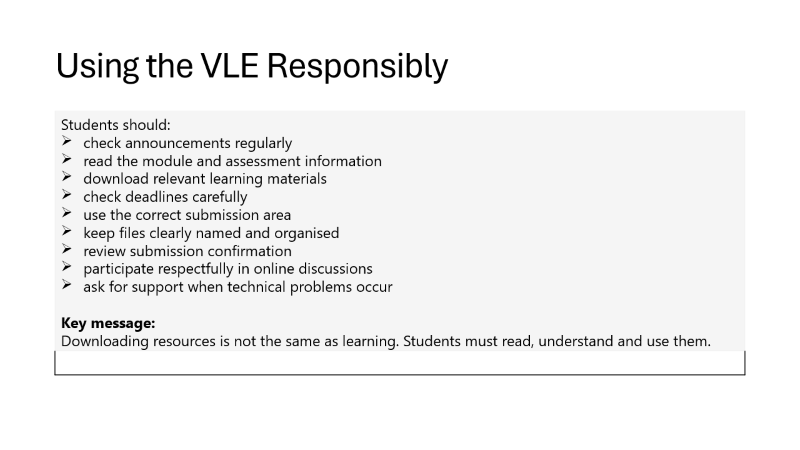 Using the VLE Responsibly
Students should:
➢ check announcements regularly
➢ read the module and assessment information
➢ download relevant learning materials
➢ check deadlines carefully
➢ use the correct submission area
➢ keep files clearly named and organised
➢ review submission confirmation
➢ participate respectfully in online discussions
➢ ask for support when technical problems occur
Key message:
Downloading resources is not the same as learning. Students must read, understand and use them.